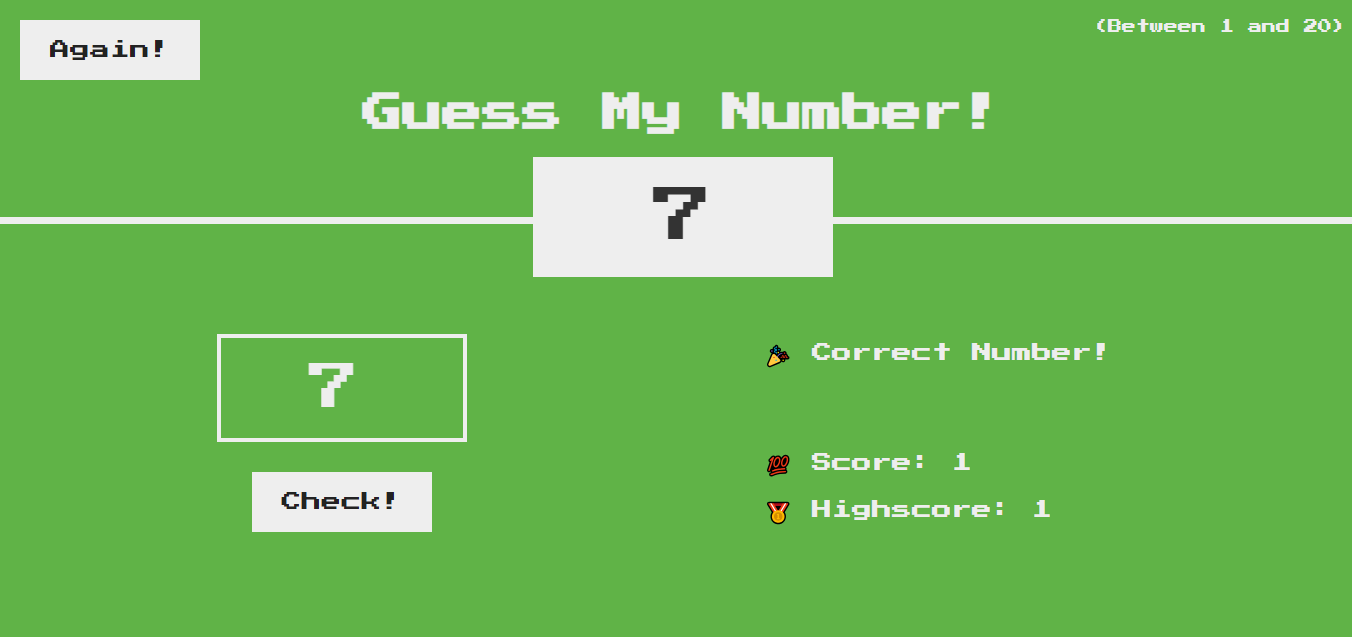 Again!
(Between 1 and 20)
Guess My Number!
7
7
Check!
🎉 Correct Number!
💯 Score: 1
🥇 Highscore: 1